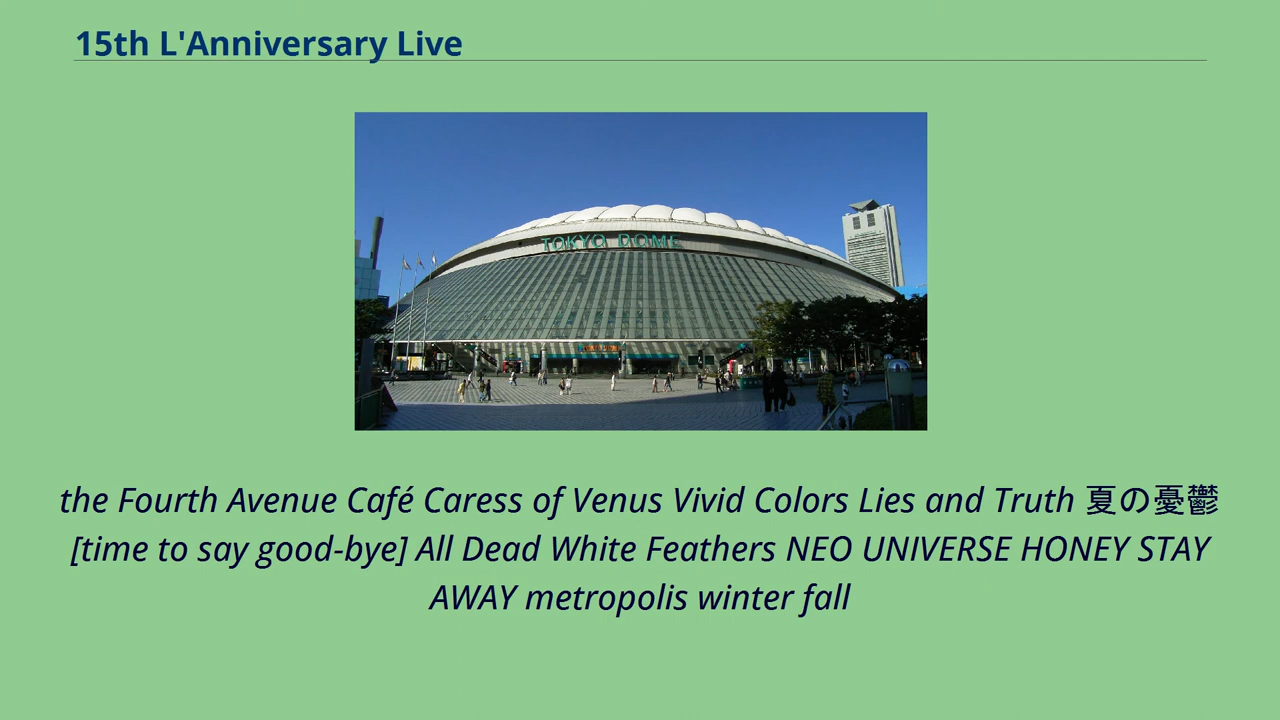 15th L'Anniversary Live
TOKYO DOME
the Fourth Avenue Café Caress of Venus Vivid Colors Lies and Truth 夏の憂鬱
[time to say good-bye] All Dead White Feathers NEO UNIVERSE HONEY STAY
AWAY metropolis winter fall